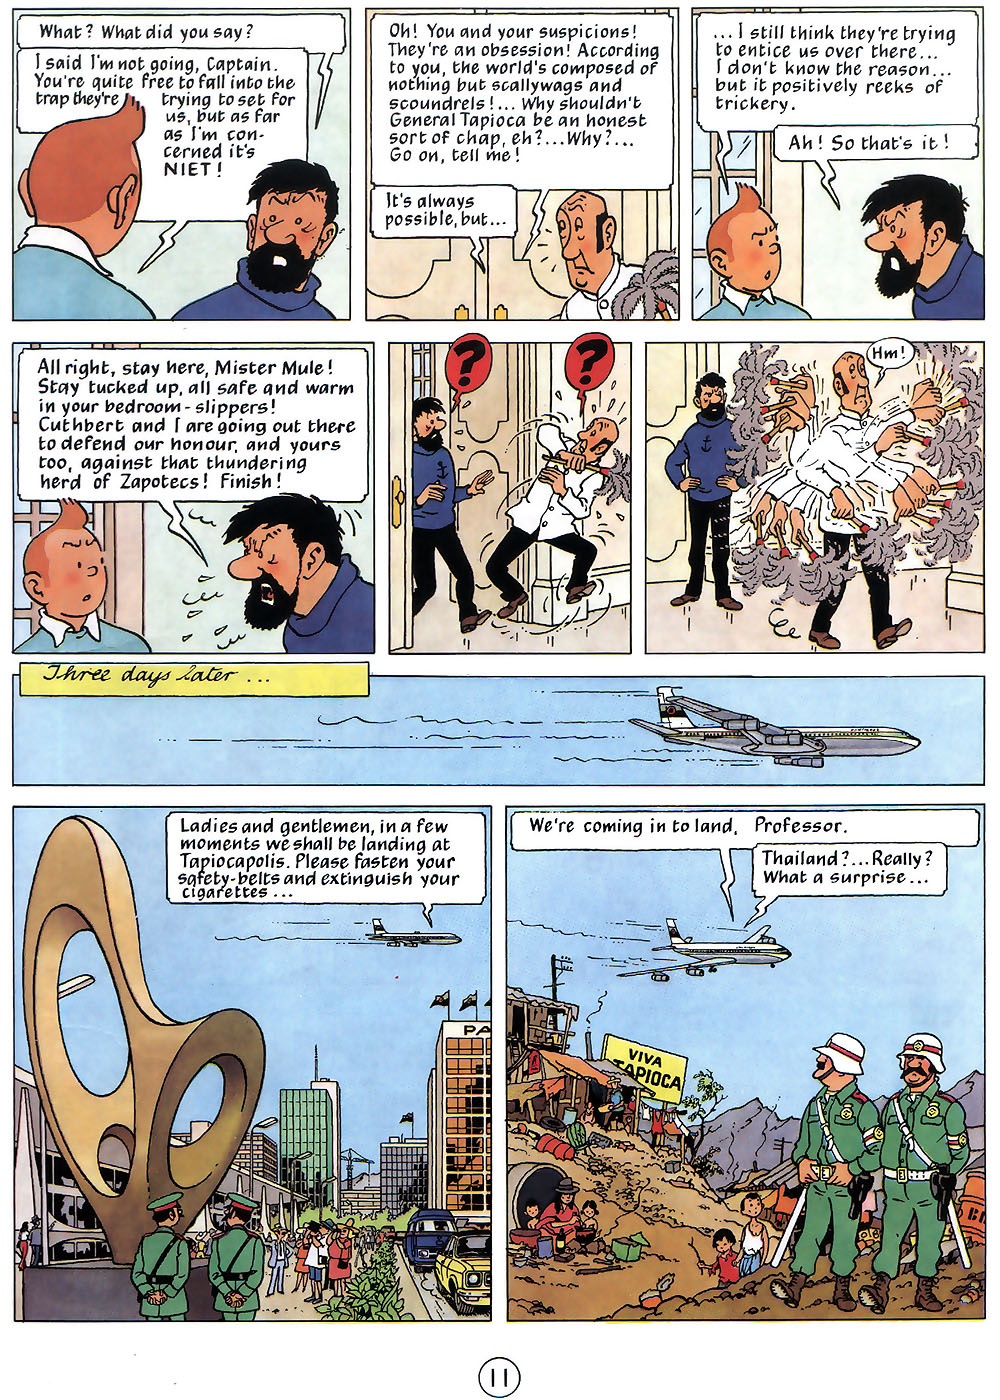 What? What did you say?
I said I'm not going, Captain.
You're quite free to fall into the
trap they're trying to set for
us, but as far
as I'm con-
cerned it's
NIET!
Oh! You and your suspicions!
They're an obsession! According
to you, the world's composed of
nothing but scallywags and
scoundrels!... Why shouldn't
General Tapioca be an honest
sort of chap, eh?...Why?...
Go on, tell me!
It's always
possible, but...
...I still think they're trying
to entice us over there...
I don't know the reason...
but it positively reeks of
trickery.
Ah! So that's it!
All right, stay here, Mister Mule!
Stay tucked up, all safe and warm
in your bedroom-slippers!
Cuthbert and I are going out there
to defend our honour, and yours
too, against that thundering
herd of Zapotecs! Finish!
?
?
Hm!
Three days later...
Ladies and gentlemen, in a few
moments we shall be landing at
Tapiocapolis. Please fasten your
safety-belts and extinguish your
cigarettes...
PA
We're coming in to land, Professor.
Thailand?...Really?
What a surprise...
VIVA
TAPIOCA
11